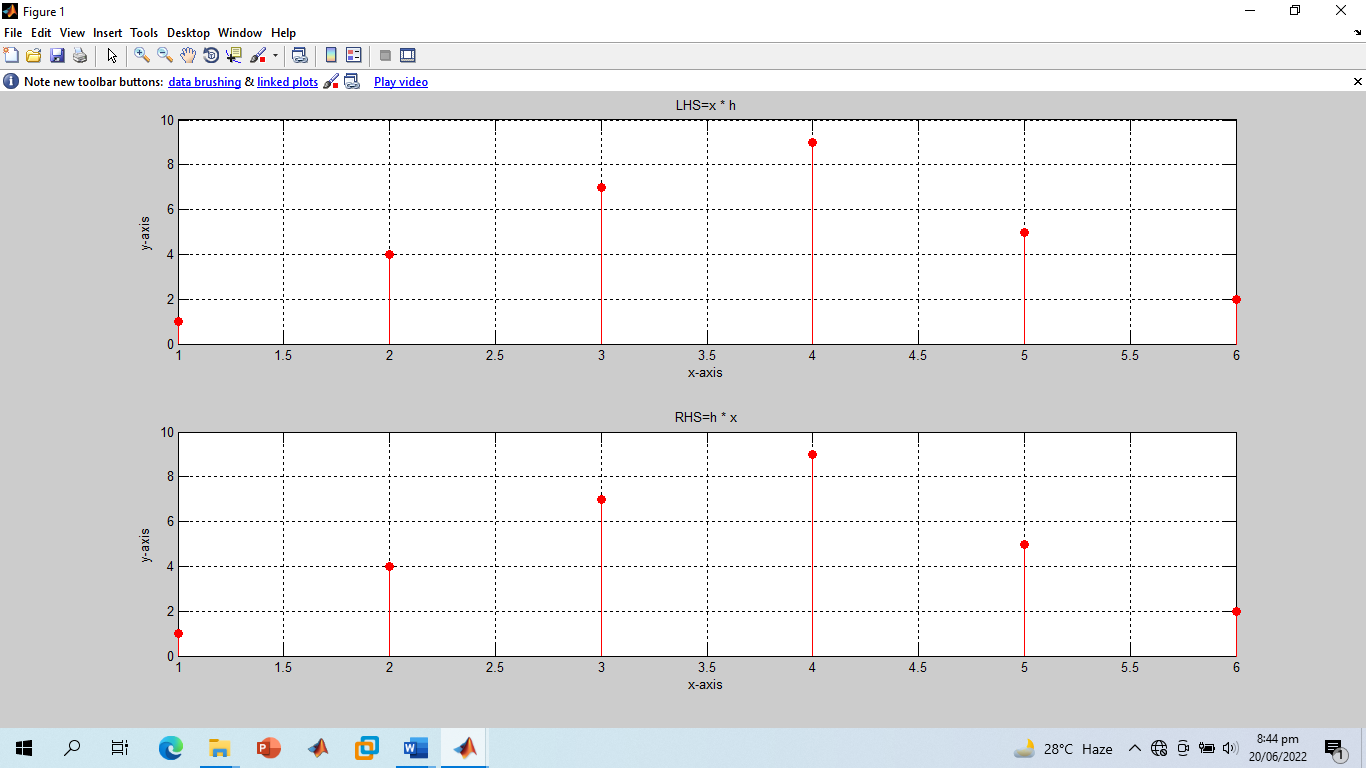 Figure 1
File Edit View Insert Tools Desktop Window Help
Note new toolbar buttons: data brushing & linked plots Play video
LHS=x * h
10
8
6
4
2
0
y-axis
1 1.5 2 2.5 3 3.5 4 4.5 5 5.5 6
x-axis
RHS=h * x
10
8
6
4
2
0
y-axis
1 1.5 2 2.5 3 3.5 4 4.5 5 5.5 6
x-axis
28°C Haze
8:44 pm
20/06/2022
1